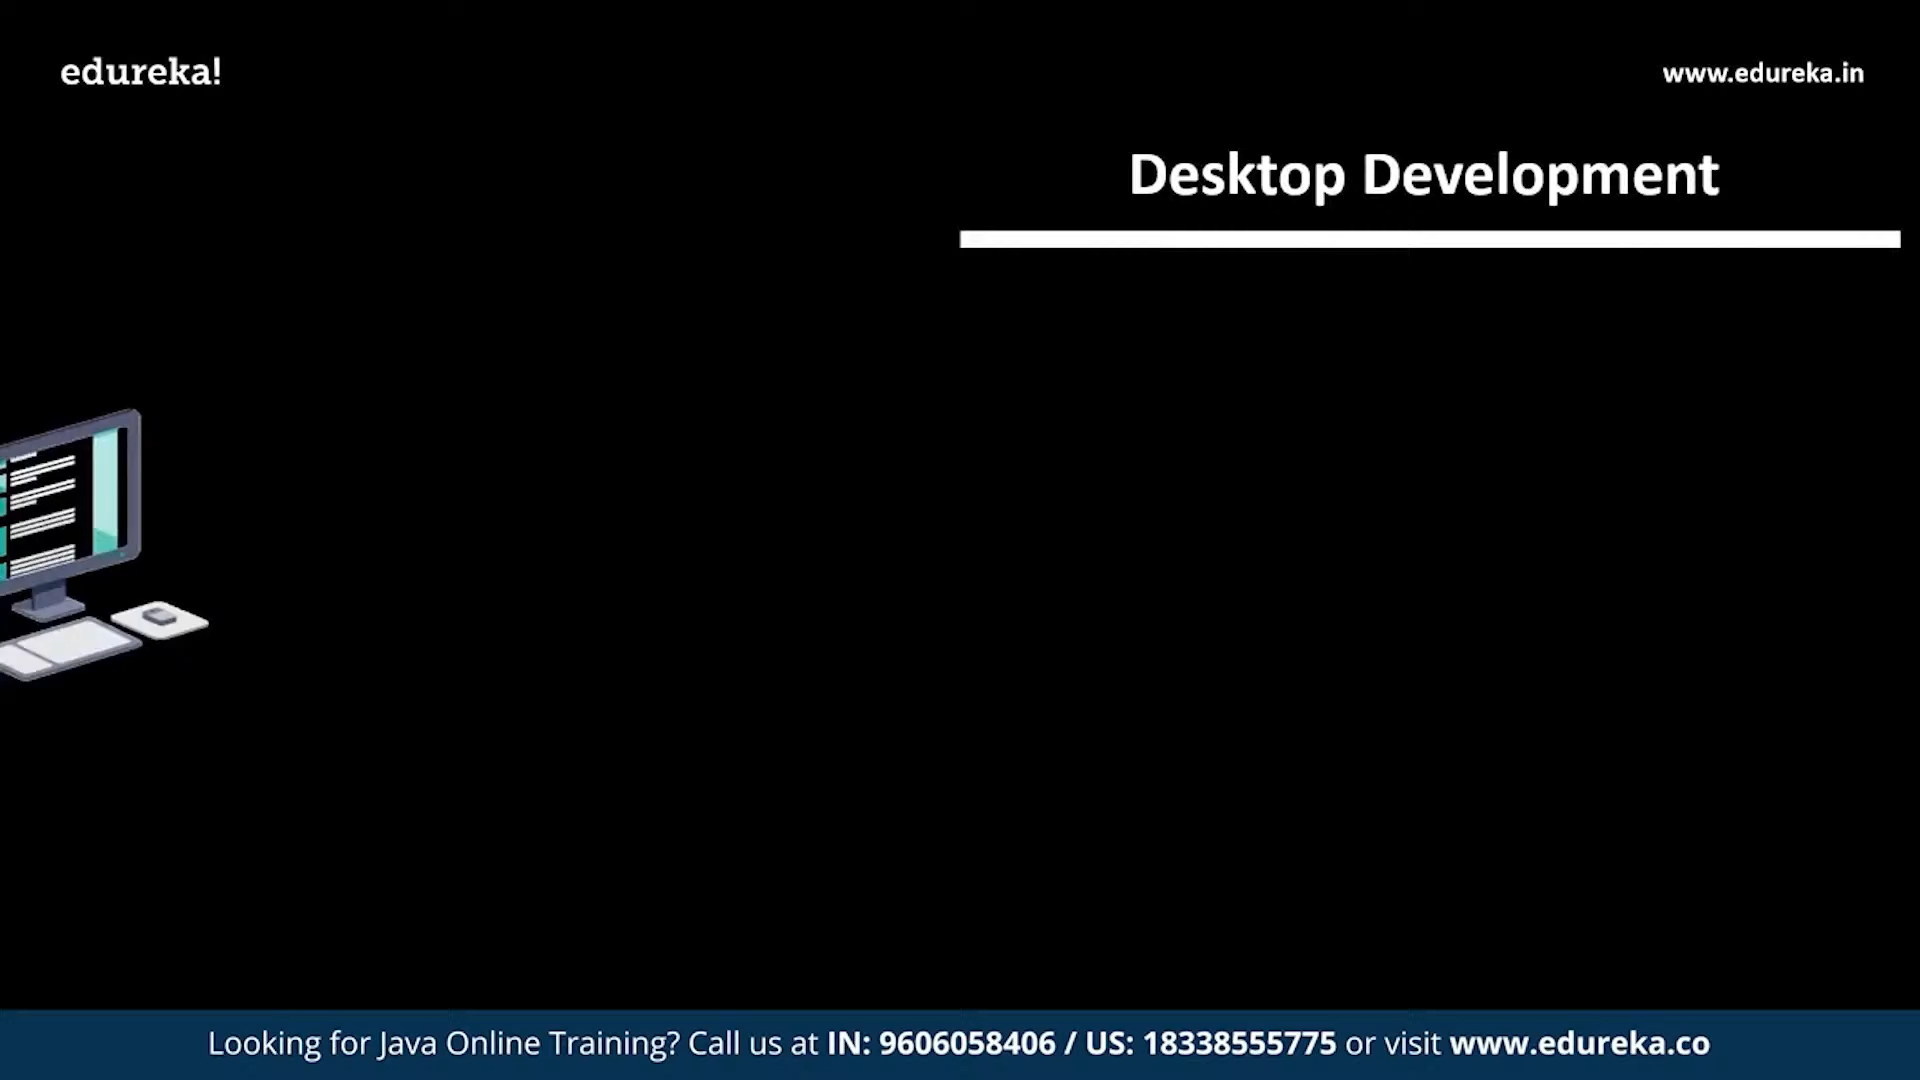 edureka!
www.edureka.in
Desktop Development
Looking for Java Online Training? Call us at IN: 9606058406 / US: 18338555775 or visit www.edureka.co